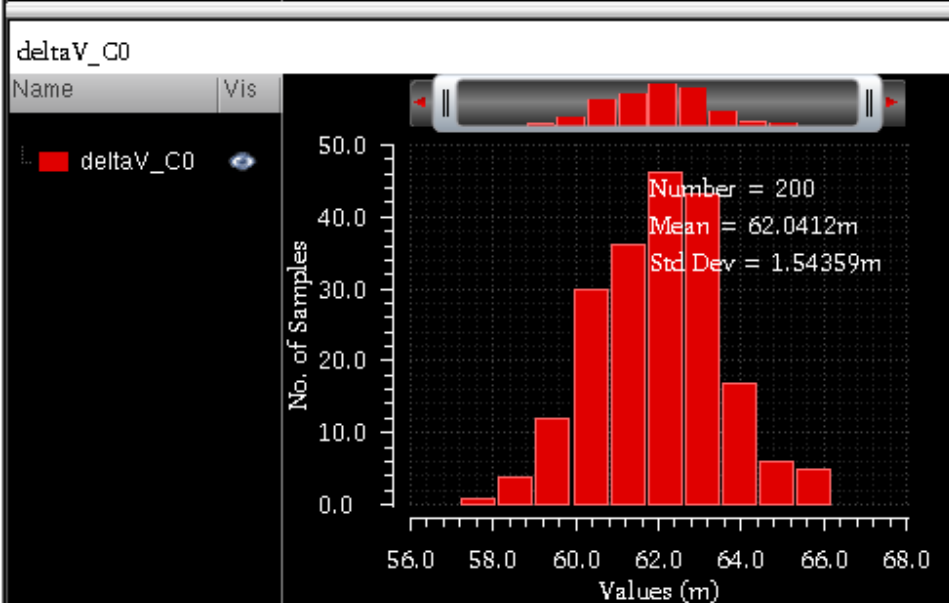 deltaV_C0
Name Vis
deltaV_C0
50.0
40.0
30.0
20.0
10.0
0.0
No. of Samples
Number = 200
Mean = 62.0412m
Std Dev = 1.54359m
56.0 58.0 60.0 62.0 64.0 66.0 68.0
Values (m)